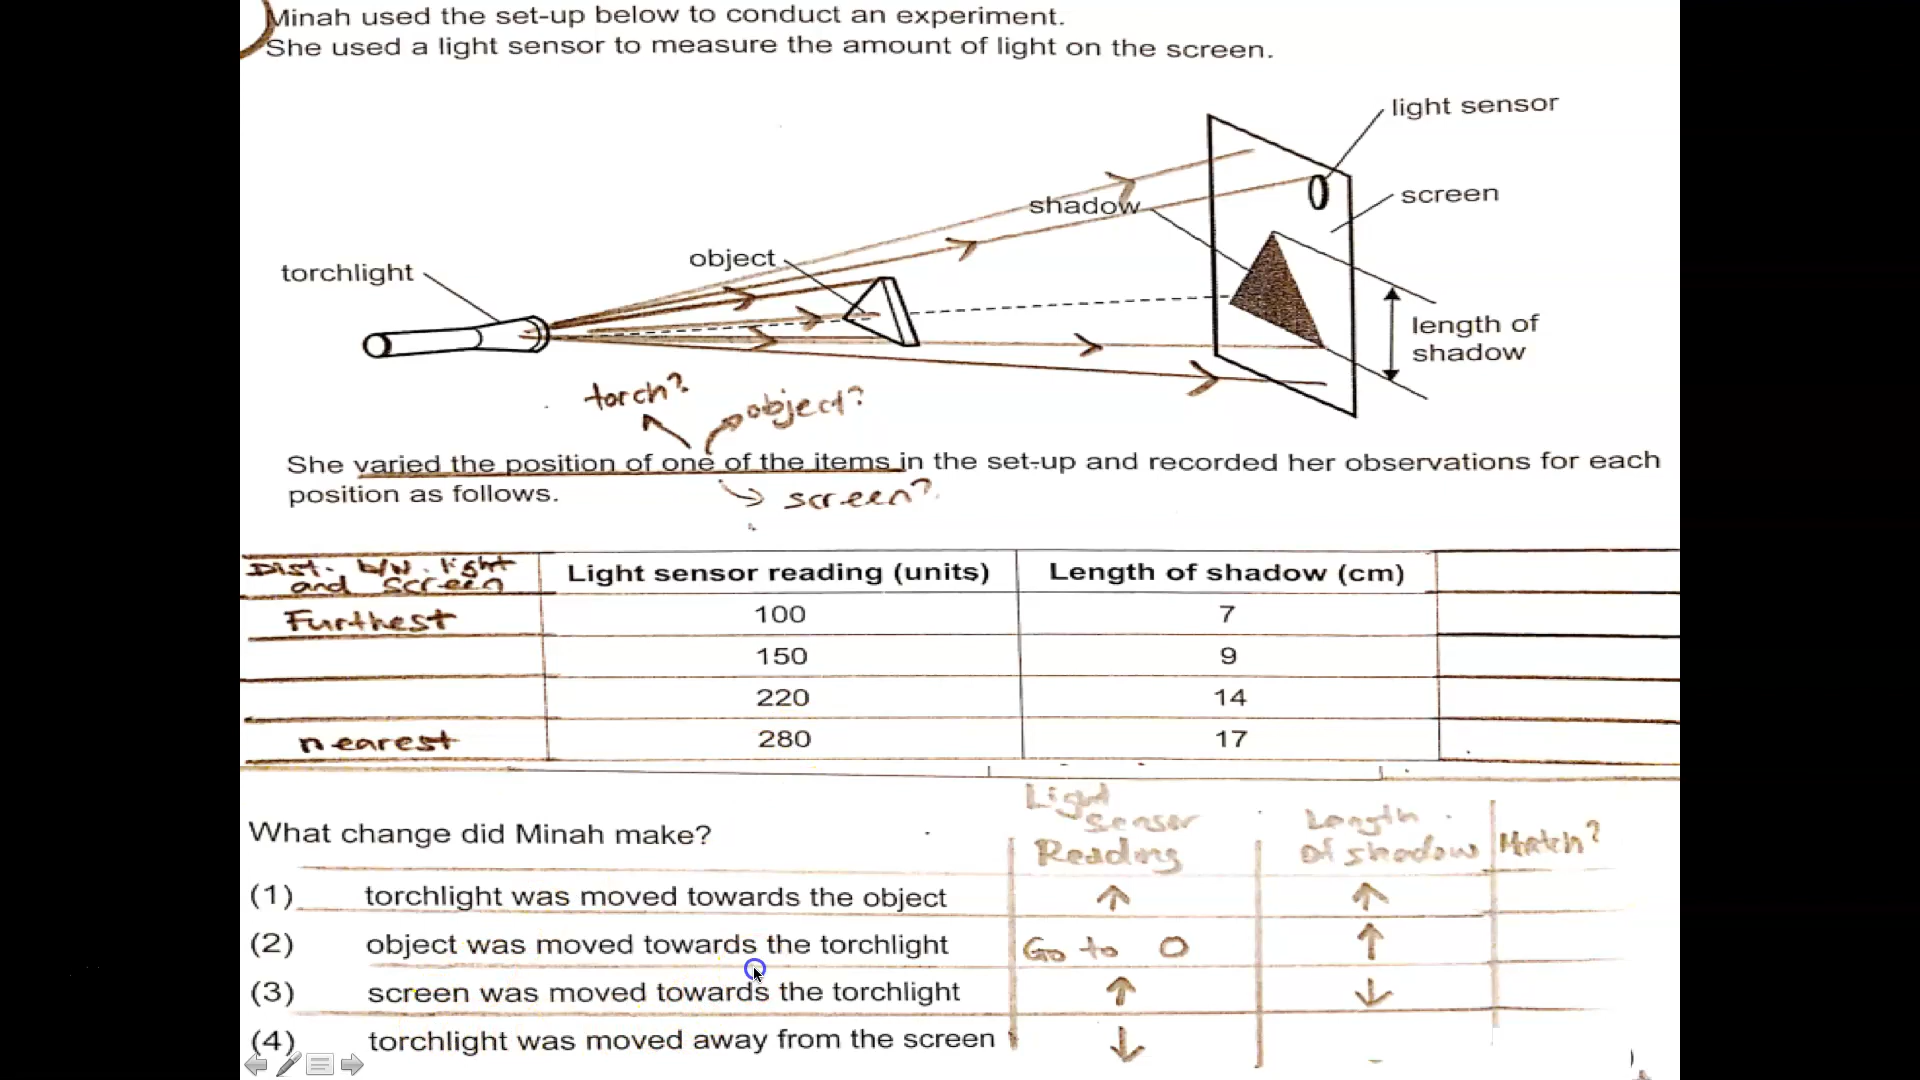 Minah used the set-up below to conduct an experiment.
She used a light sensor to measure the amount of light on the screen.
light sensor
screen
shadow
object
torchlight
length of
shadow
torch?
object?
She varied the position of one of the items in the set-up and recorded her observations for each
position as follows.
screen?
Dist. b/w. light
and screen
Light sensor reading (units)
Length of shadow (cm)
Furthest
100
7
150
9
220
14
nearest
280
17
Light
sensor
Reading
Length
of shadow
Match?
What change did Minah make?
(1) torchlight was moved towards the object ↑ ↑
(2) object was moved towards the torchlight Go to 0 ↑
(3) screen was moved towards the torchlight ↑ ↓
(4) torchlight was moved away from the screen ↓